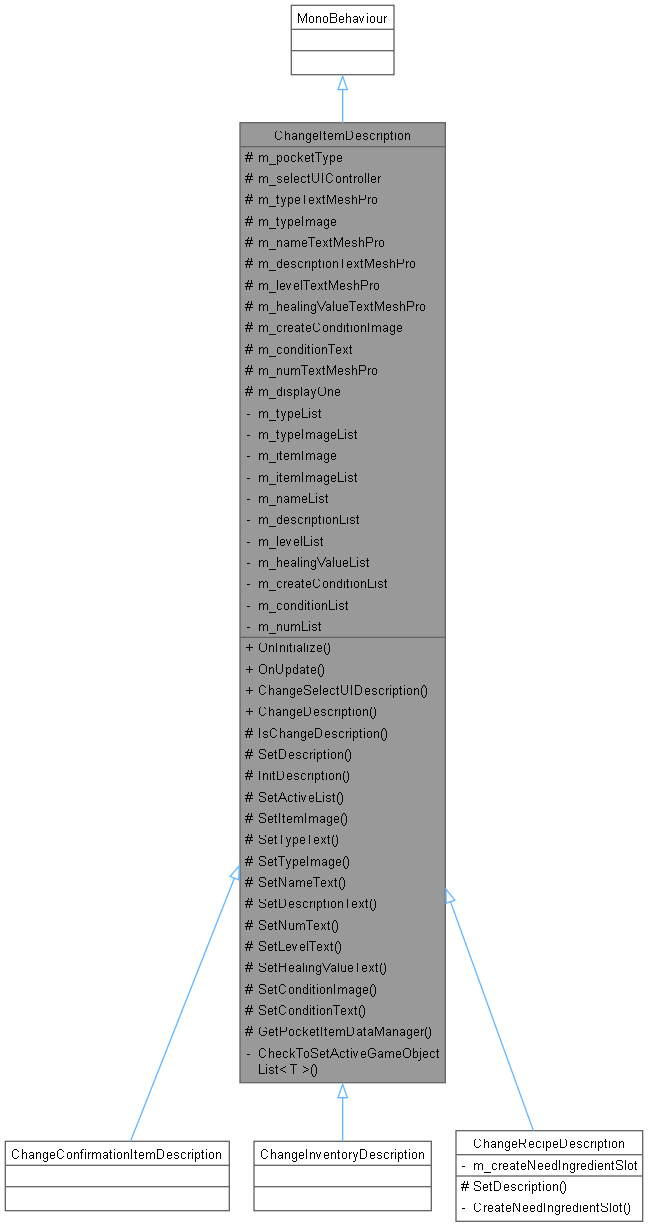 MonoBehaviour
ChangeItemDescription
# m_pocketType
# m_selectUIController
# m_typeTextMeshPro
# m_typeImage
# m_nameTextMeshPro
# m_descriptionTextMeshPro
# m_levelTextMeshPro
# m_healingValueTextMeshPro
# m_createConditionImage
# m_conditionText
# m_numTextMeshPro
# m_displayOne
- m_typeList
- m_typeImageList
- m_itemImage
- m_itemImageList
- m_nameList
- m_descriptionList
- m_levelList
- m_healingValueList
- m_createConditionList
- m_conditionList
- m_numList
+ OnInitialize()
+ OnUpdate()
+ ChangeSelectUIDescription()
+ ChangeDescription()
# IsChangeDescription()
# SetDescription()
# InitDescription()
# SetActiveList()
# SetItemImage()
# SetTypeText()
# SetTypeImage()
# SetNameText()
# SetDescriptionText()
# SetNumText()
# SetLevelText()
# SetHealingValueText()
# SetConditionImage()
# SetConditionText()
# GetPocketItemDataManager()
- CheckToSetActiveGameObject
List< T >()
ChangeConfirmationItemDescription
ChangeInventoryDescription
ChangeRecipeDescription
- m_createNeedIngredientSlot
# SetDescription()
- CreateNeedIngredientSlot()